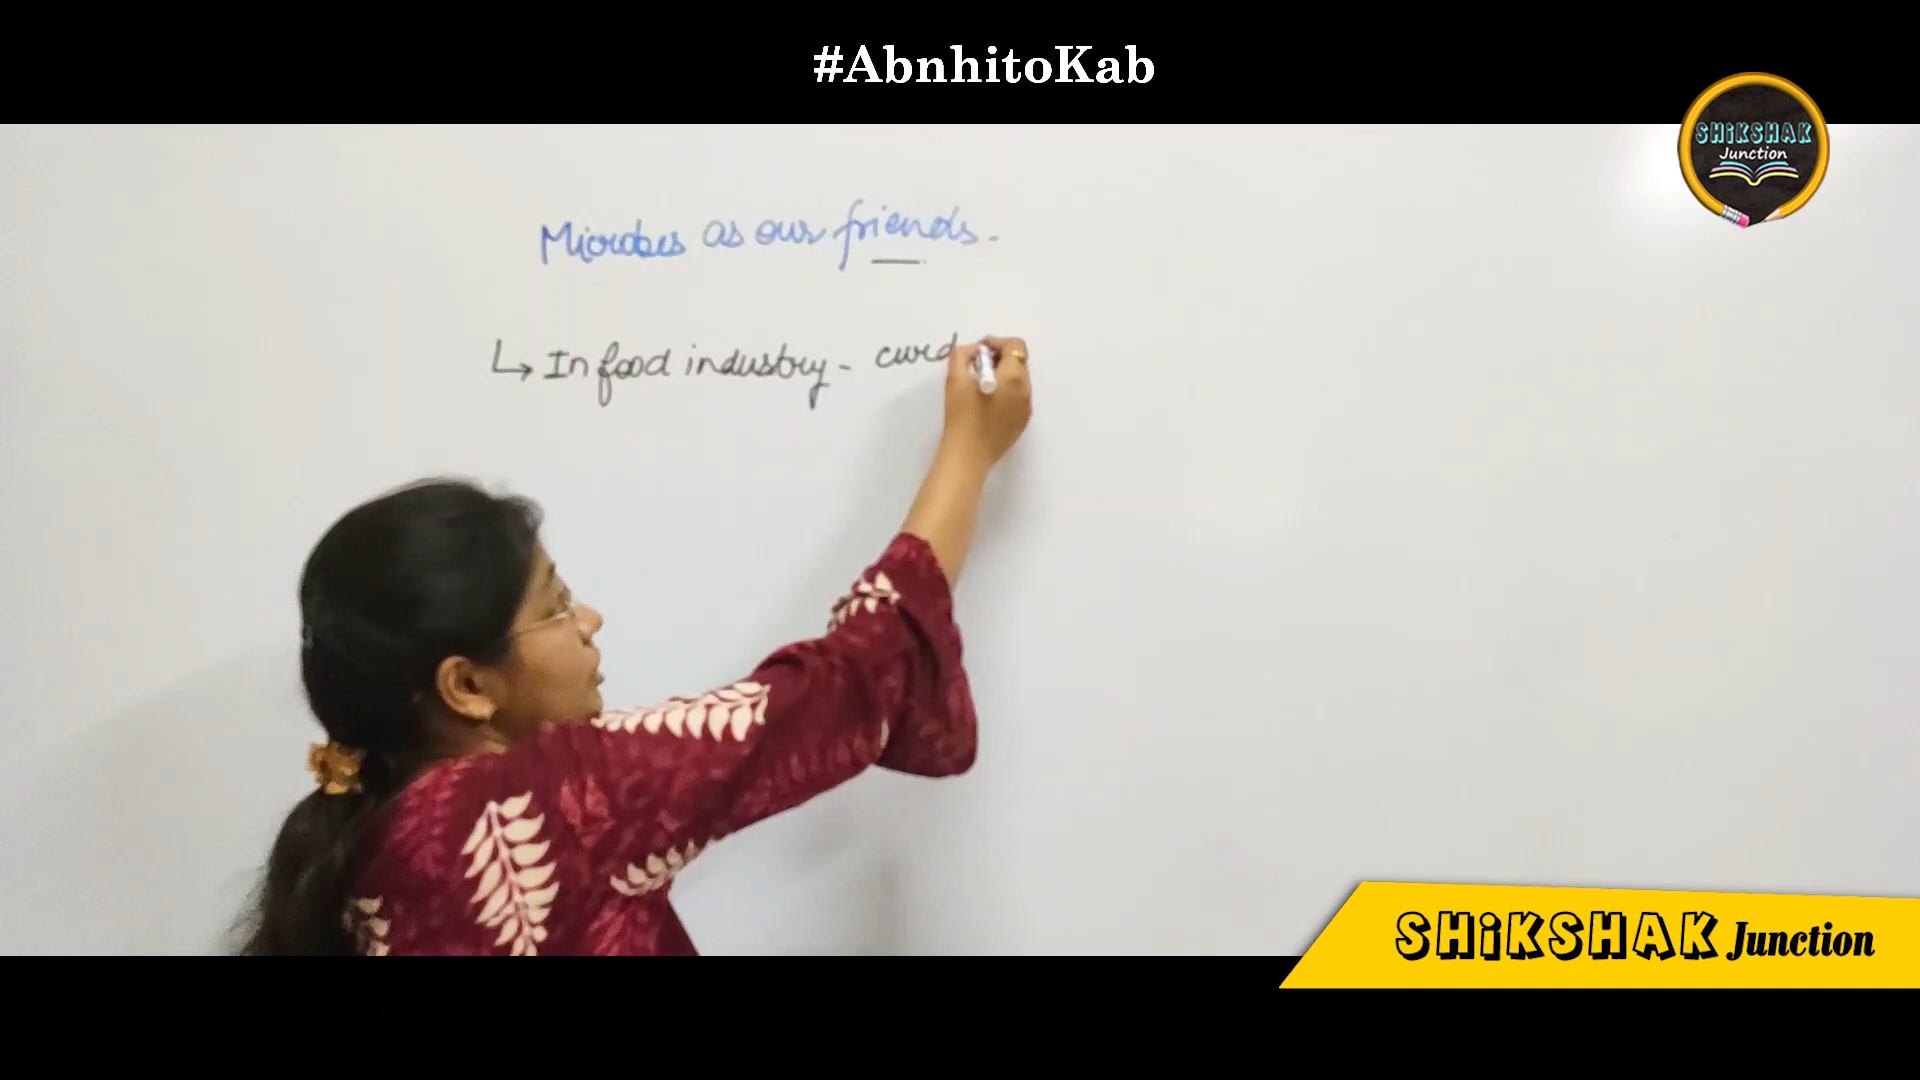 #AbnhitoKab
SHiKSHAK
Junction
Microbes as our friends.
↳ In food industry - curd
SHiKSHAK Junction